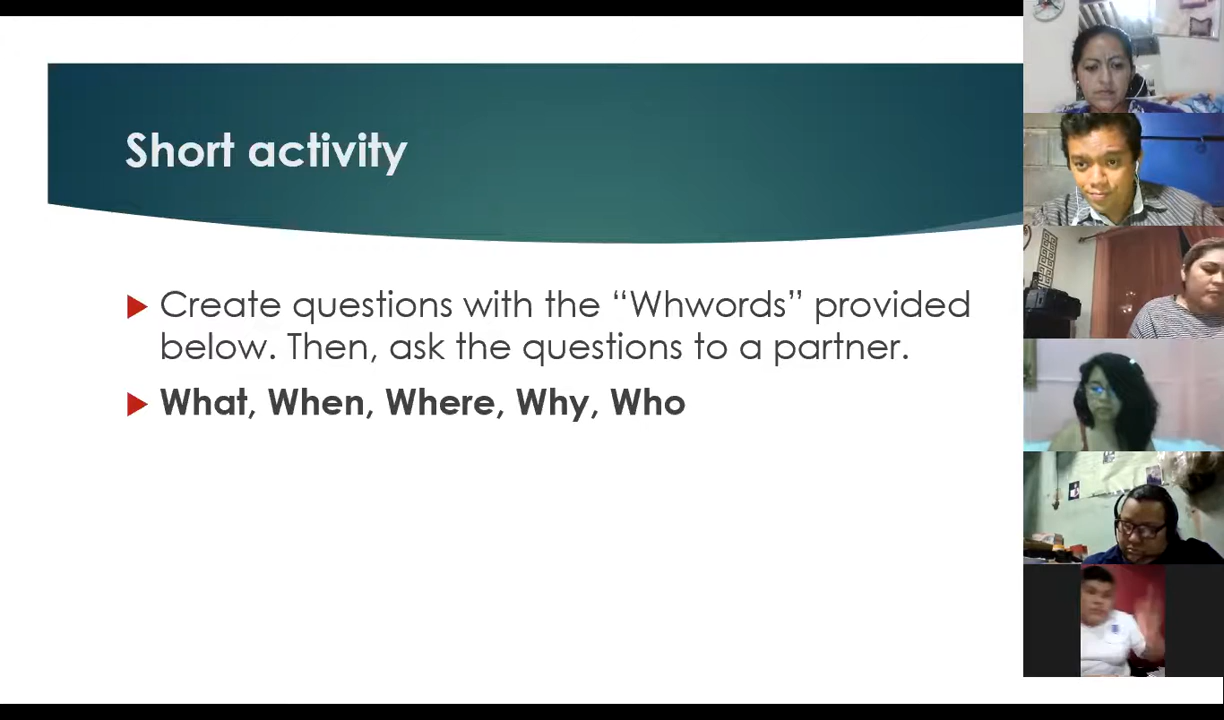 Short activity
Create questions with the “Whwords” provided
below. Then, ask the questions to a partner.
What, When, Where, Why, Who